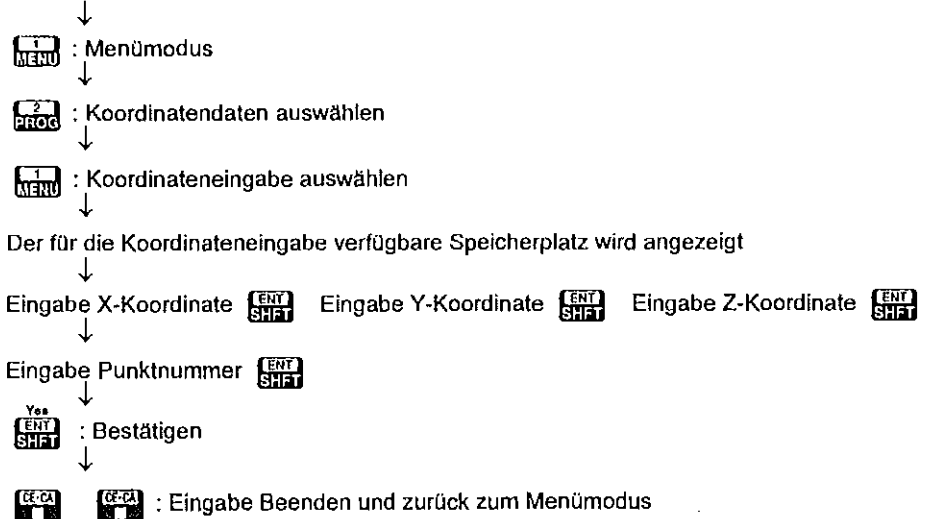 ↓
1 MENU : Menümodus
↓
2 PROG : Koordinatendaten auswählen
↓
1 MENU : Koordinateneingabe auswählen
↓
Der für die Koordinateneingabe verfügbare Speicherplatz wird angezeigt
↓
Eingabe X-Koordinate ENT SHFT Eingabe Y-Koordinate ENT SHFT Eingabe Z-Koordinate ENT SHFT
↓
Eingabe Punktnummer ENT SHFT
↓
Yes
ENT SHFT : Bestätigen
↓
CE·CA CE·CA : Eingabe Beenden und zurück zum Menümodus